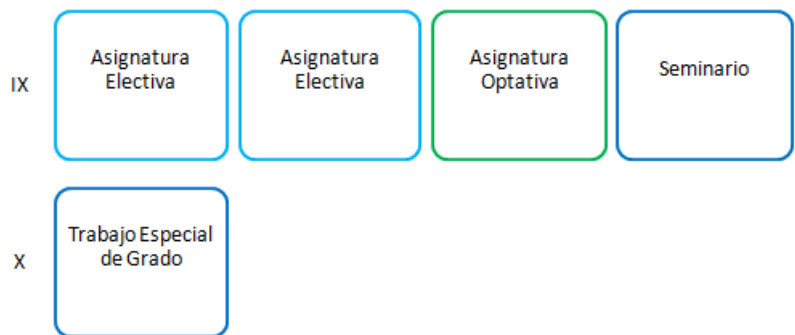 IX
Asignatura
Electiva
Asignatura
Electiva
Asignatura
Optativa
Seminario
X
Trabajo Especial
de Grado